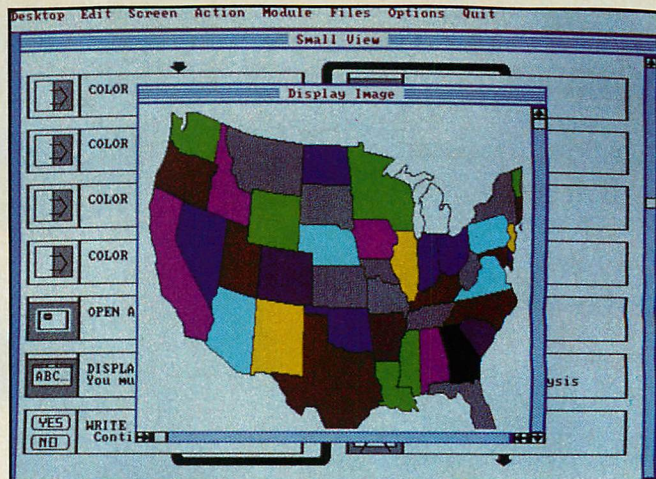 Desktop Edit Screen Action Module Files Options Quit
Small View
COLOR
Display Image
COLOR
COLOR
COLOR
OPEN A
DISPLA
ABC_
You mu
ysis
YES
WRITE
NO
Conti